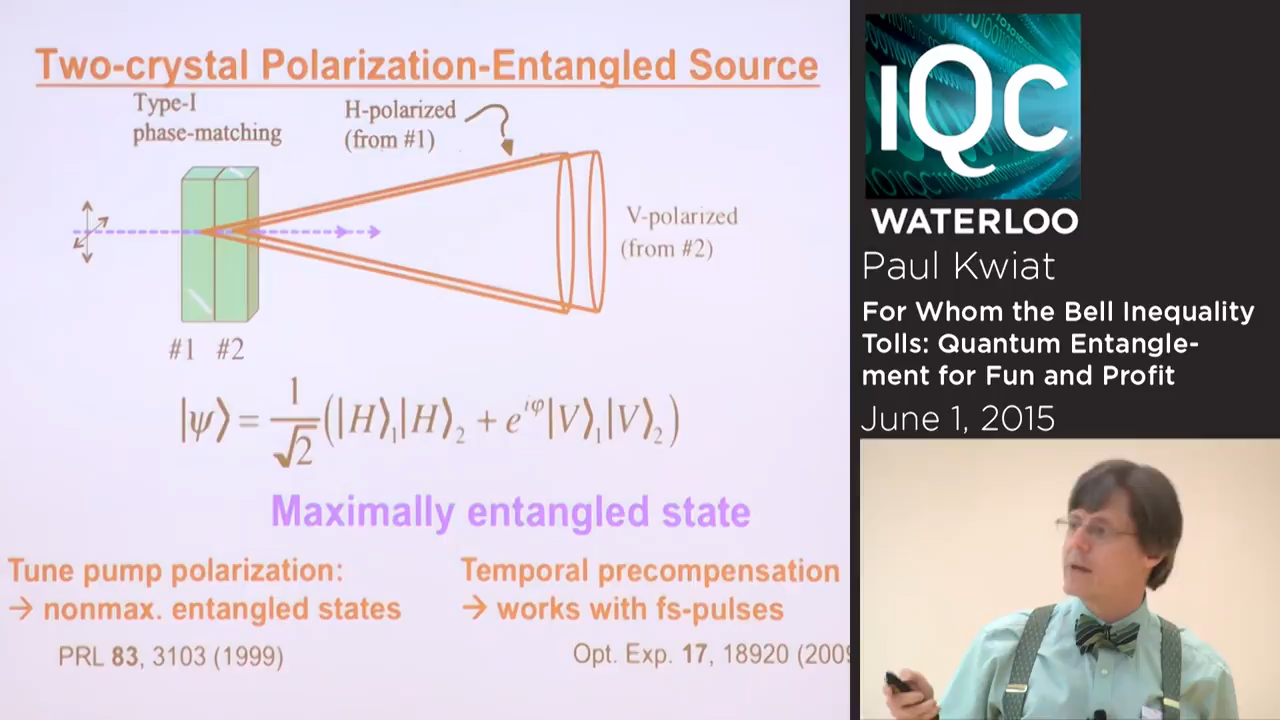 Two-crystal Polarization-Entangled Source
Type-I
phase-matching
H-polarized
(from #1)
V-polarized
(from #2)
#1 #2
|ψ⟩ = 1/√2 (|H⟩₁|H⟩₂ + e^{iφ}|V⟩₁|V⟩₂)
Maximally entangled state
Tune pump polarization:
→ nonmax. entangled states
PRL 83, 3103 (1999)
Temporal precompensation
→ works with fs-pulses
Opt. Exp. 17, 18920 (2009
IQC
WATERLOO
Paul Kwiat
For Whom the Bell Inequality
Tolls: Quantum Entangle-
ment for Fun and Profit
June 1, 2015